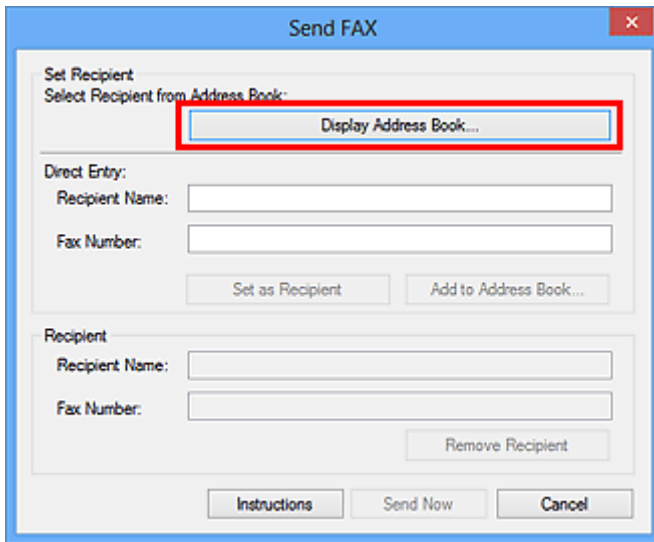 Send FAX
Set Recipient
Select Recipient from Address Book:
Display Address Book...
Direct Entry:
Recipient Name:
Fax Number:
Set as Recipient Add to Address Book...
Recipient
Recipient Name:
Fax Number:
Remove Recipient
Instructions Send Now Cancel